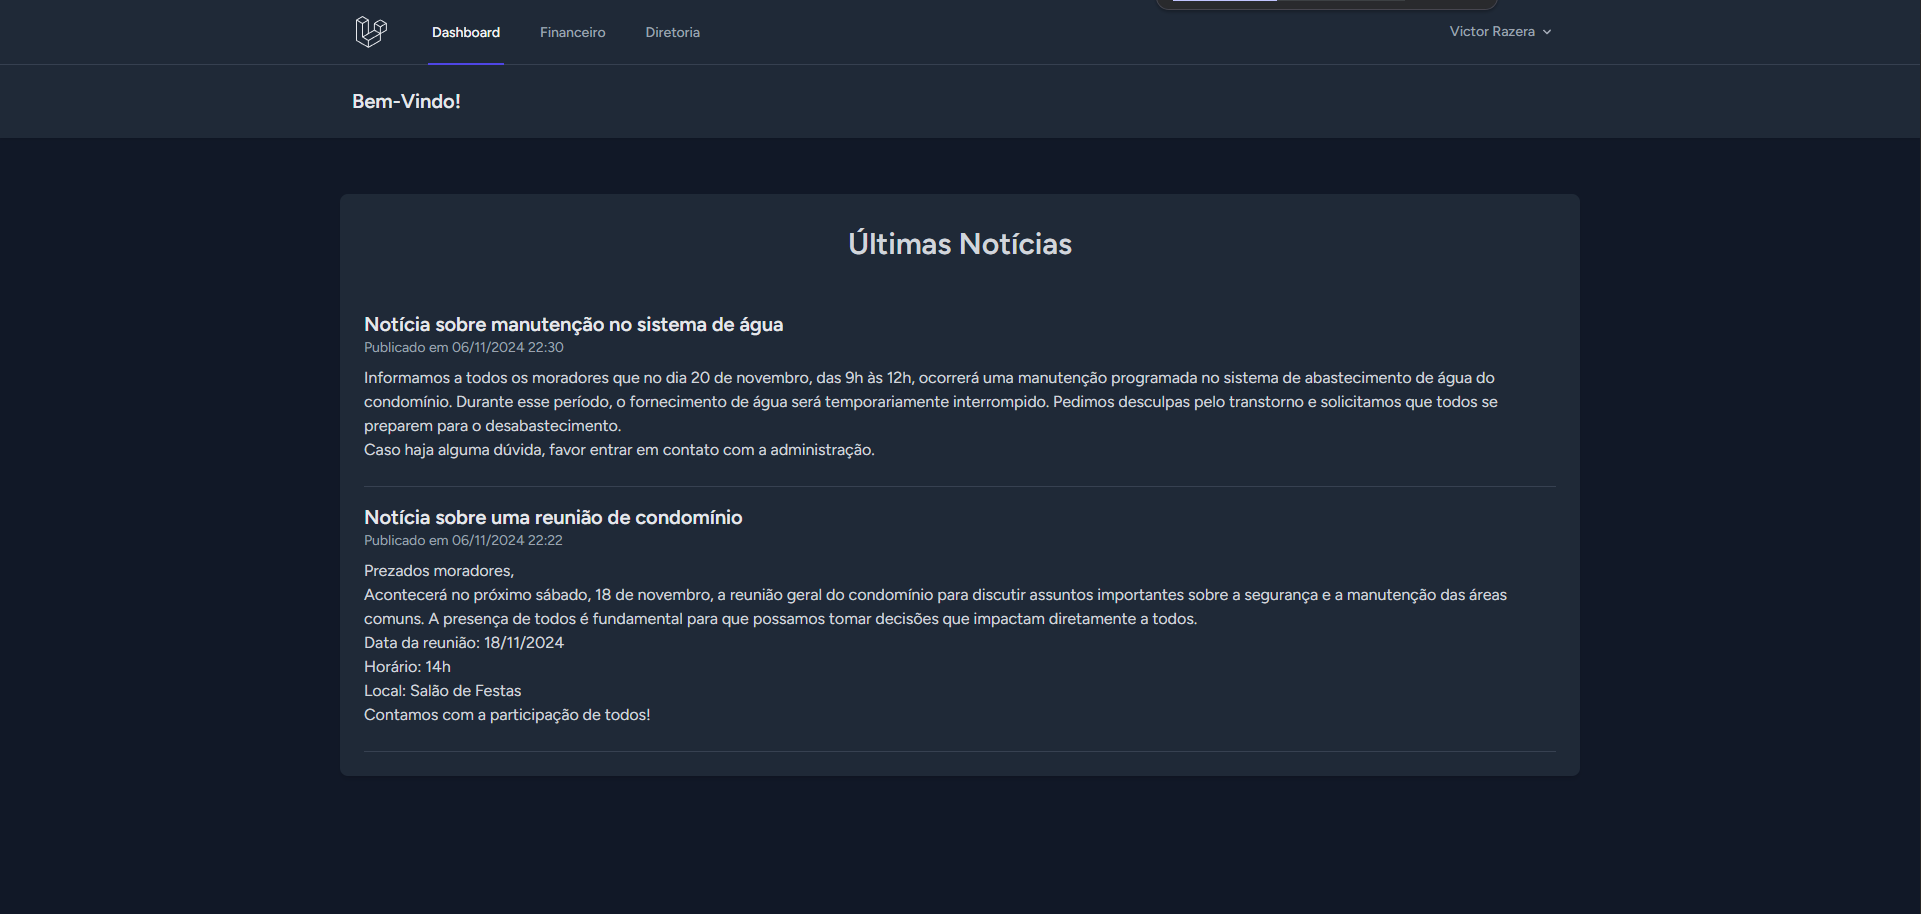 Dashboard
Financeiro
Diretoria
Victor Razera
Bem-Vindo!
Últimas Notícias
Notícia sobre manutenção no sistema de água
Publicado em 06/11/2024 22:30
Informamos a todos os moradores que no dia 20 de novembro, das 9h às 12h, ocorrerá uma manutenção programada no sistema de abastecimento de água do
condomínio. Durante esse período, o fornecimento de água será temporariamente interrompido. Pedimos desculpas pelo transtorno e solicitamos que todos se
preparem para o desabastecimento.
Caso haja alguma dúvida, favor entrar em contato com a administração.
Notícia sobre uma reunião de condomínio
Publicado em 06/11/2024 22:22
Prezados moradores,
Acontecerá no próximo sábado, 18 de novembro, a reunião geral do condomínio para discutir assuntos importantes sobre a segurança e a manutenção das áreas
comuns. A presença de todos é fundamental para que possamos tomar decisões que impactam diretamente a todos.
Data da reunião: 18/11/2024
Horário: 14h
Local: Salão de Festas
Contamos com a participação de todos!